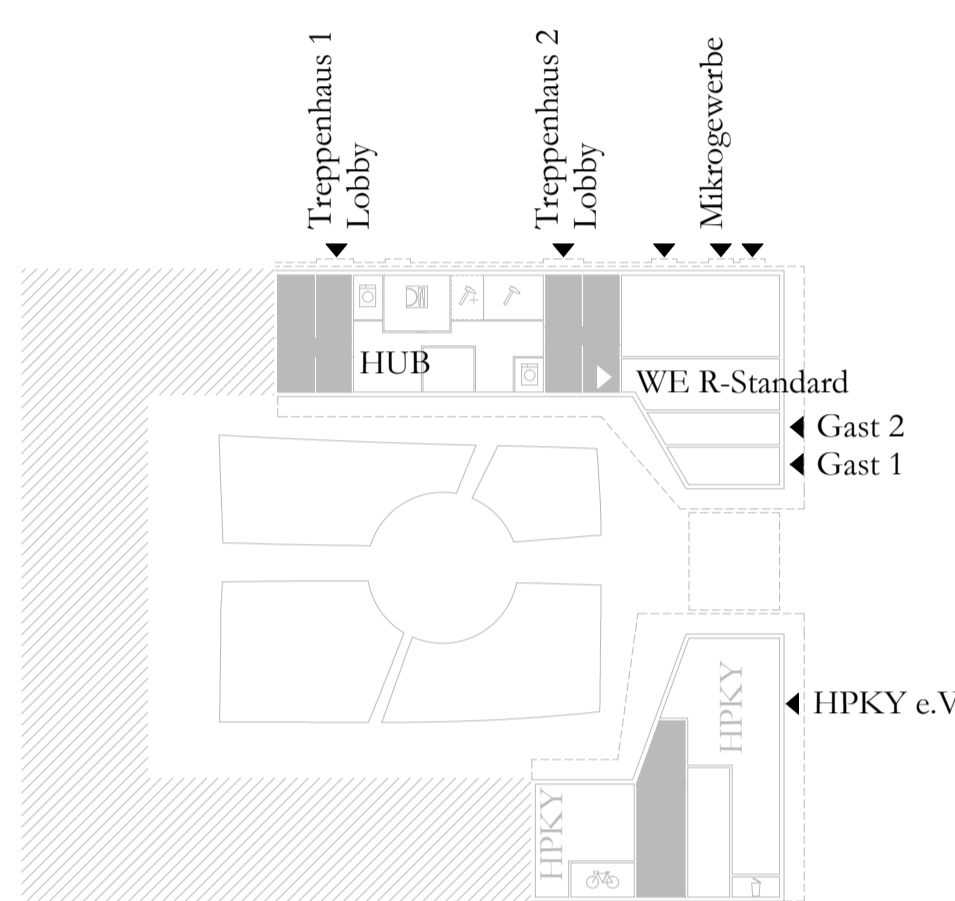 Treppenhaus 1
Lobby
Treppenhaus 2
Lobby
Mikrogewerbe
HUB
WE R-Standard
Gast 2
Gast 1
HPKY
HPKY e.V
HPKY